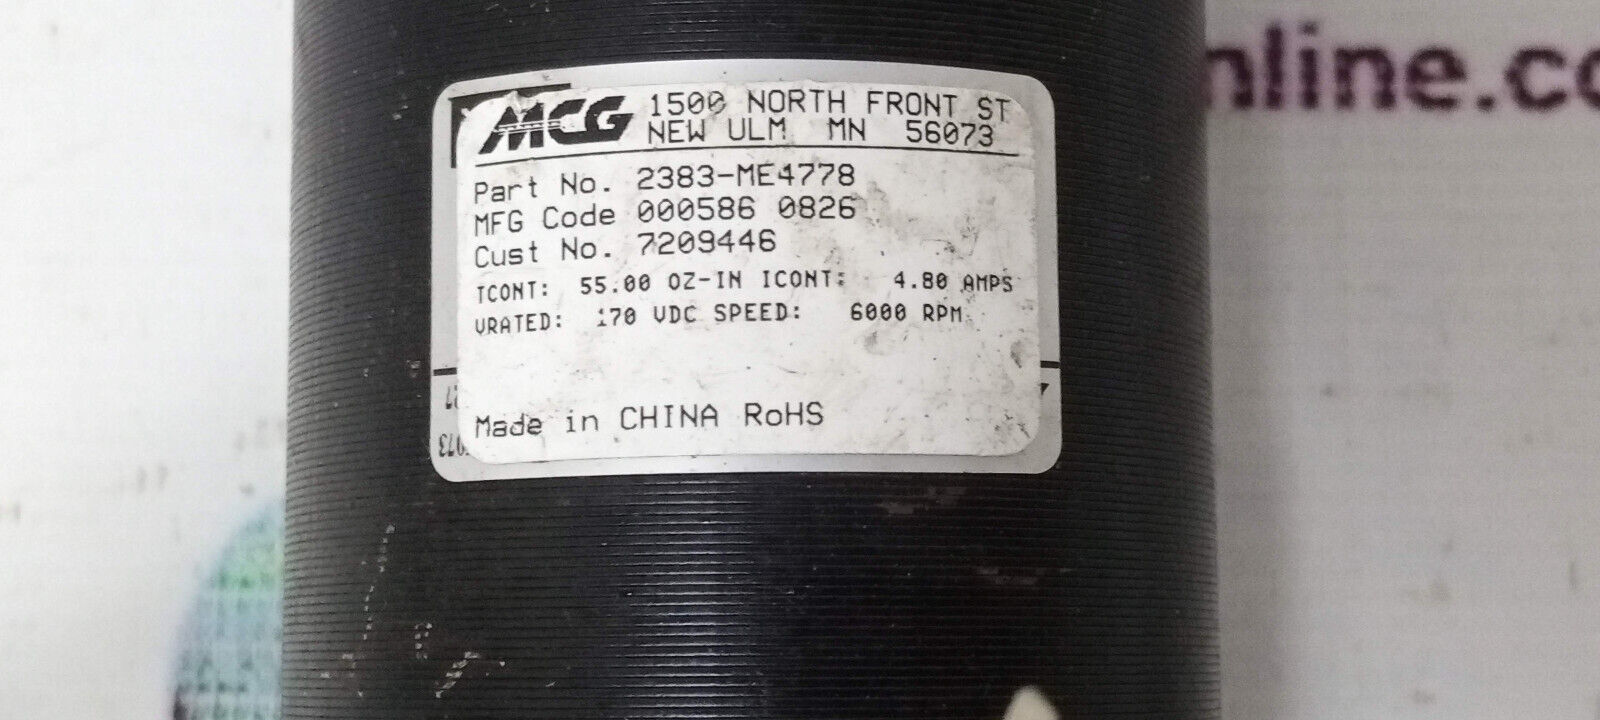 MCG 1500 NORTH FRONT ST
NEW ULM MN 56073
Part No. 2383-ME4778
MFG Code 000586 0826
Cust No. 7209446
TCONT: 55.00 OZ-IN ICONT: 4.80 AMPS
VRATED: 170 VDC SPEED: 6000 RPM
Made in CHINA RoHS
nline.co